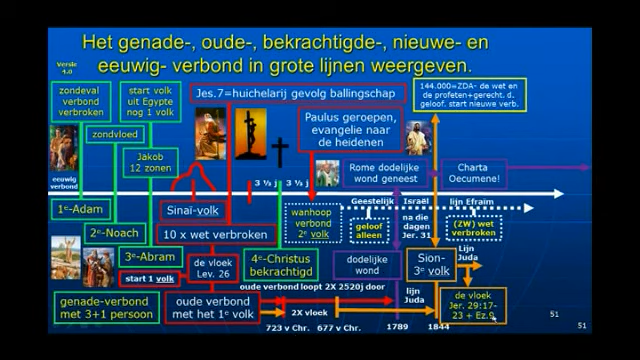 Het genade-, oude-, bekrachtigde-, nieuwe- en
eeuwig- verbond in grote lijnen weergeven.
Versie
4.0
zondeval
verbond
verbroken
start volk
uit Egypte
nog 1 volk
Jes.7=huichelarij gevolg ballingschap
144.000=ZDA- de wat en
de profeten+gerecht. d.
geloof. start nieuwe verb.
zondvloed
Paulus geroepen,
evangelie naar
de heidenen
Jakob
12 zonen
Rome dodelijke
wond geneest
Charta
Oecumene!
eeuwig
verbond
3 ½ j
3 ½ j
1e-Adam
Sinaï-volk
wanhoop
verbond
2e volk
Geestelijk
Israël
lijn Efraim
geloof
alleen
na die
dagen
Jer. 31
(ZW) wet
verbroken
2e-Noach
10 x wet verbroken
3e-Abram
de vloek
Lev. 26
4e-Christus
bekrachtigd
dodelijke
wond
Sion-
3e volk
Lijn
Juda
start 1 volk
oude verbond loopt 2X 2520j door
genade-verbond
met 3+1 persoon
oude verbond
met het 1e volk
2X vloek
lijn
Juda
de vloek
Jer. 29:17-
23 + Ez.9
723 v Chr.
677 v Chr.
1789
1844
51
51